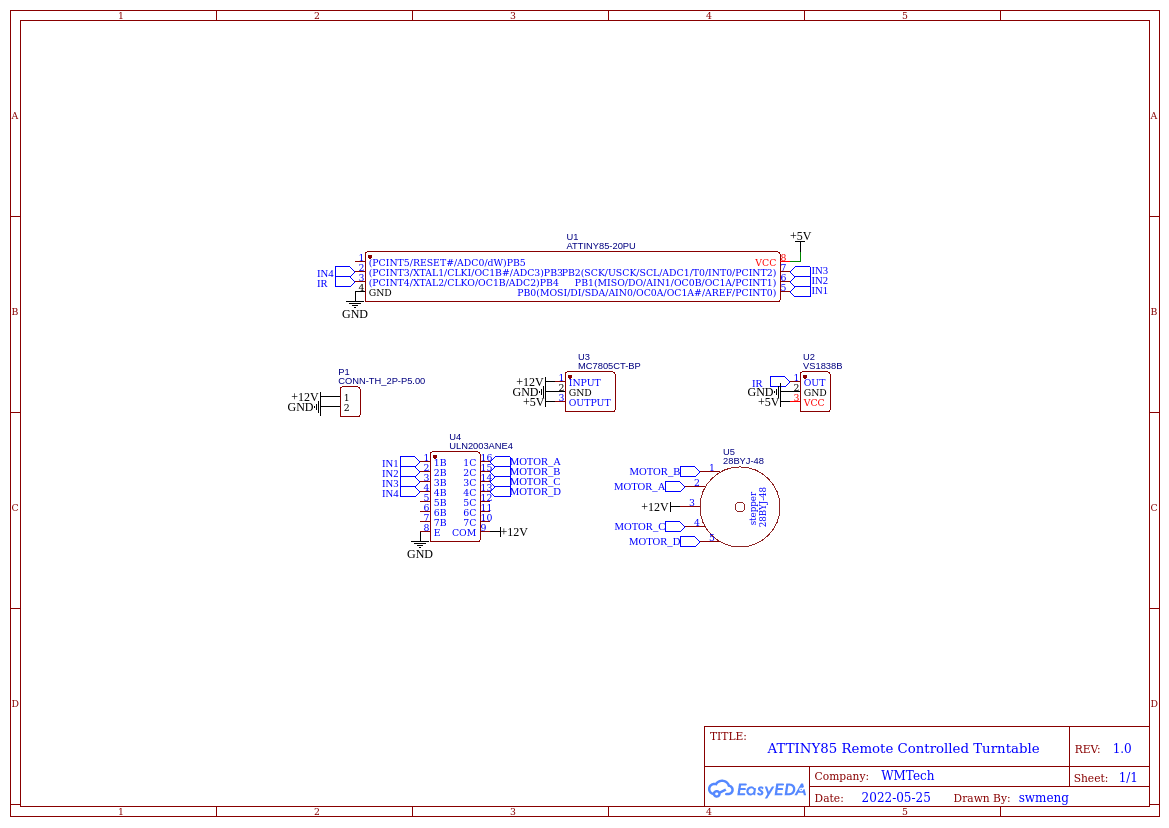 1 2 3 4 5
A A
B B
C C
D D
U1
ATTINY85-20PU
+5V
1 (PCINT5/RESET#/ADC0/dW)PB5 VCC 8
IN4 2 (PCINT3/XTAL1/CLKI/OC1B#/ADC3)PB3 PB2(SCK/USCK/SCL/ADC1/T0/INT0/PCINT2) 7 IN3
IR 3 (PCINT4/XTAL2/CLKO/OC1B/ADC2)PB4 PB1(MISO/DO/AIN1/OC0B/OC1A/PCINT1) 6 IN2
4 GND PB0(MOSI/DI/SDA/AIN0/OC0A/OC1A#/AREF/PCINT0) 5 IN1
GND
P1
CONN-TH_2P-P5.00
+12V 1
GND 2
U3
MC7805CT-BP
+12V 1 INPUT
GND 2 GND
+5V 3 OUTPUT
U2
VS1838B
IR 1 OUT
GND 2 GND
+5V 3 VCC
U4
ULN2003ANE4
IN1 1 1B 1C 16 MOTOR_A
IN2 2 2B 2C 15 MOTOR_B
IN3 3 3B 3C 14 MOTOR_C
IN4 4 4B 4C 13 MOTOR_D
5 5B 5C 12
6 6B 6C 11
7 7B 7C 10
8 E COM 9 +12V
GND
U5
28BYJ-48
MOTOR_B 1
MOTOR_A 2
+12V 3
MOTOR_C 4
MOTOR_D 5
stepper
28BYJ-48
TITLE:
ATTINY85 Remote Controlled Turntable
REV: 1.0
EasyEDA
Company: WMTech
Sheet: 1/1
Date: 2022-05-25 Drawn By: swmeng
1 2 3 4 5